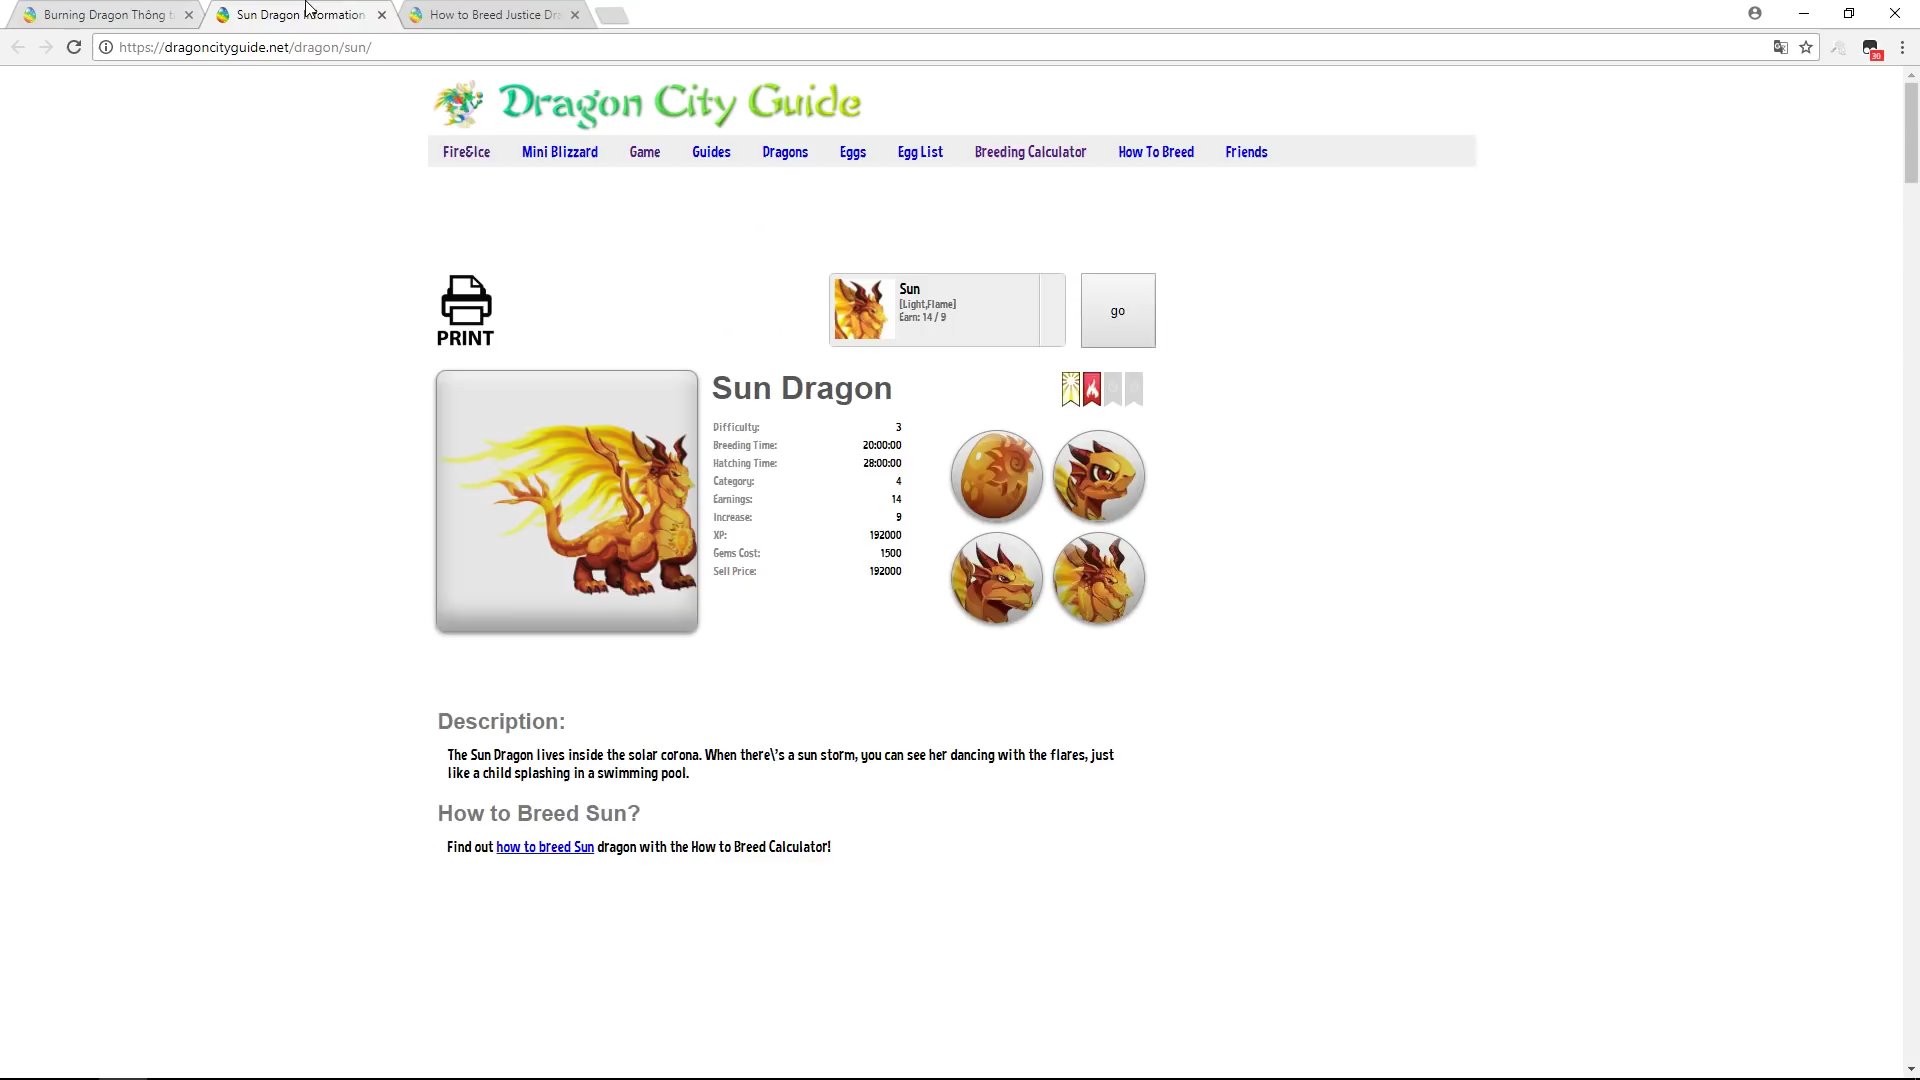 Burning Dragon Thông t
Sun Dragon Information
How to Breed Justice Dra
https://dragoncityguide.net/dragon/sun/
30
Dragon City Guide
Fire&Ice Mini Blizzard Game Guides Dragons Eggs Egg List Breeding Calculator How To Breed Friends
PRINT
Sun
[Light,Flame]
Earn: 14 / 9
go
Sun Dragon
Difficulty: 3
Breeding Time: 20:00:00
Hatching Time: 28:00:00
Category: 4
Earnings: 14
Increase: 9
XP: 192000
Gems Cost: 1500
Sell Price: 192000
Description:
The Sun Dragon lives inside the solar corona. When there\'s a sun storm, you can see her dancing with the flares, just
like a child splashing in a swimming pool.
How to Breed Sun?
Find out how to breed Sun dragon with the How to Breed Calculator!